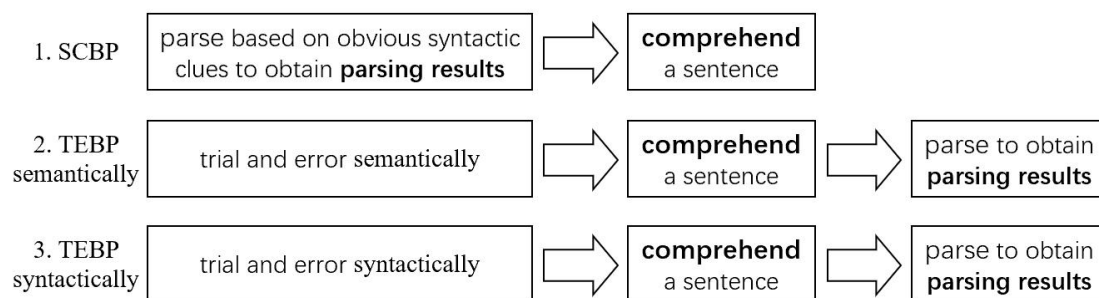 1. SCBP
parse based on obvious syntactic
clues to obtain parsing results
comprehend
a sentence
2. TEBP
semantically
trial and error semantically
comprehend
a sentence
parse to obtain
parsing results
3. TEBP
syntactically
trial and error syntactically
comprehend
a sentence
parse to obtain
parsing results